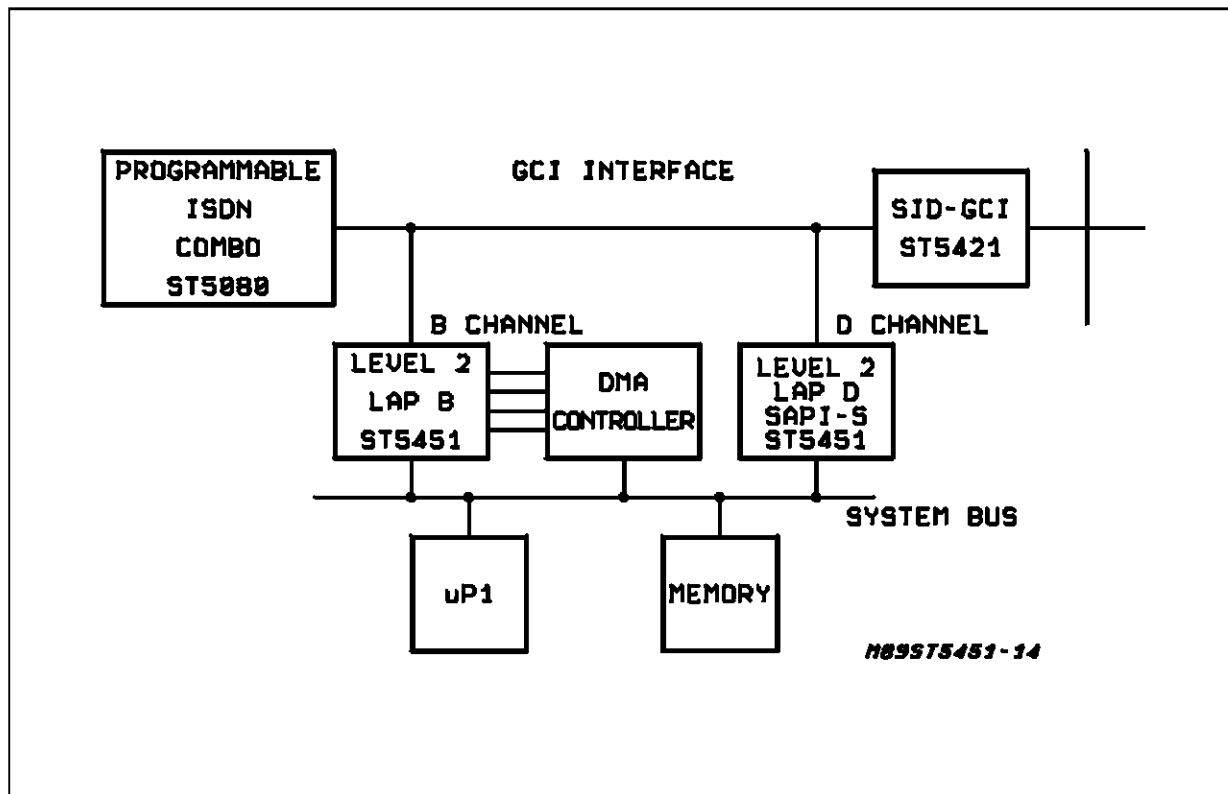 PROGRAMMABLE
ISDN
COMBO
ST5080
GCI INTERFACE
SID-GCI
ST5421
B CHANNEL
D CHANNEL
LEVEL 2
LAP B
ST5451
DMA
CONTROLLER
LEVEL 2
LAP D
SAPI-S
ST5451
SYSTEM BUS
uP1
MEMORY
M89ST5451-14